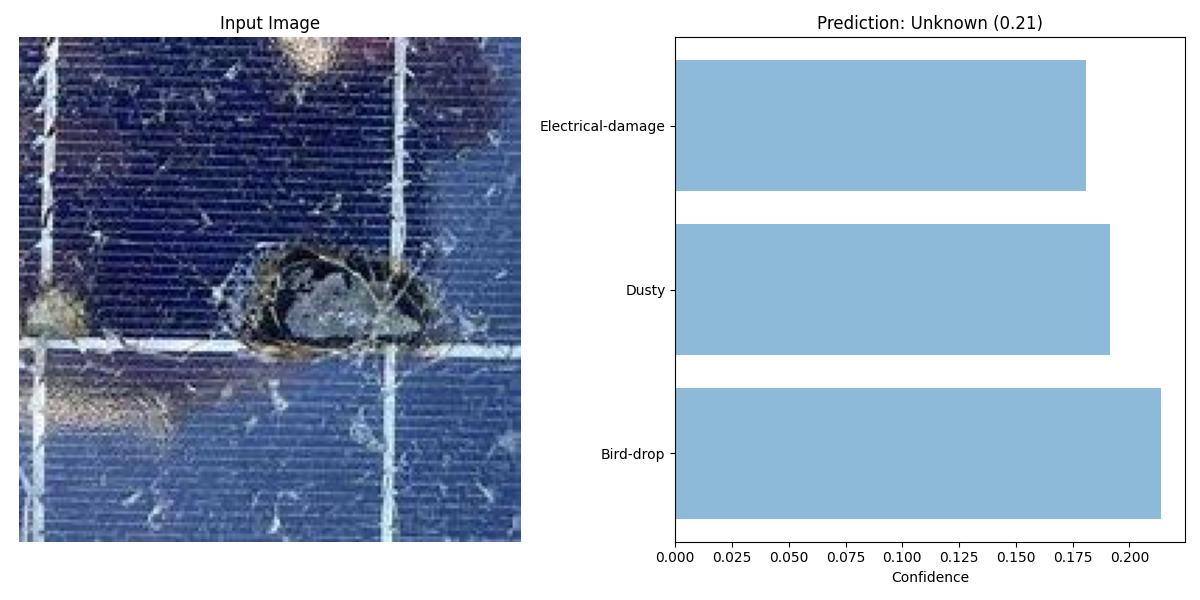 Input Image
Prediction: Unknown (0.21)
Electrical-damage
Dusty
Bird-drop
0.000 0.025 0.050 0.075 0.100 0.125 0.150 0.175 0.200
Confidence